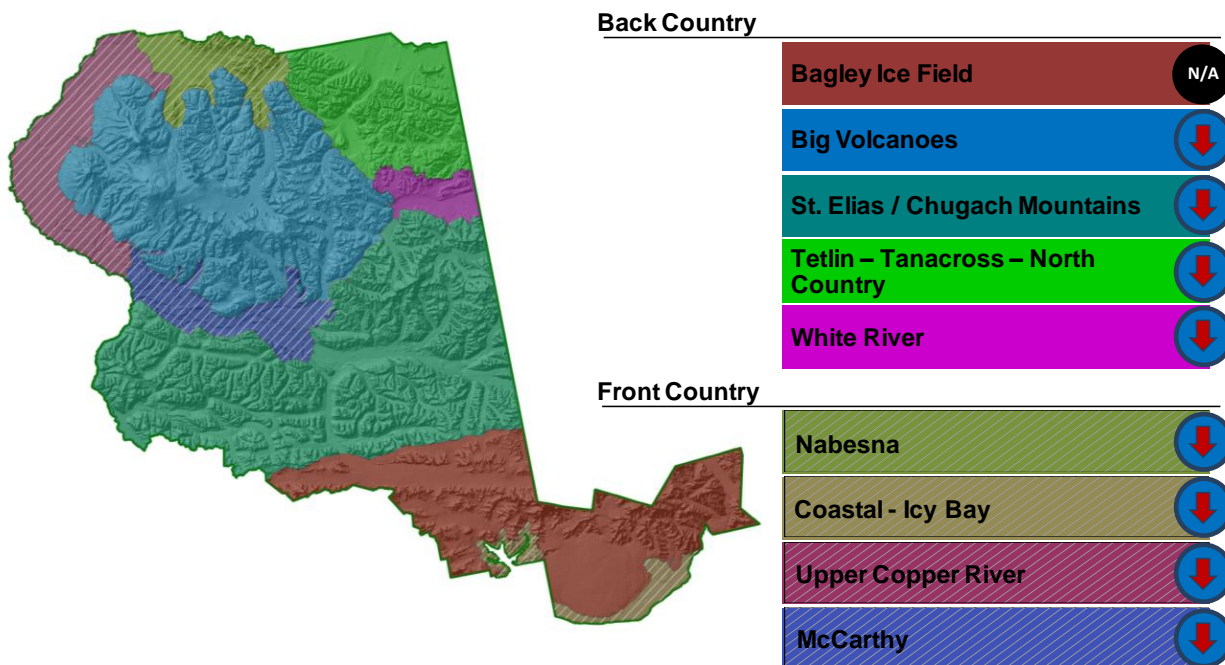 Back Country
Bagley Ice Field
N/A
Big Volcanoes
St. Elias / Chugach Mountains
Tetlin – Tanacross – North
Country
White River
Front Country
Nabesna
Coastal - Icy Bay
Upper Copper River
McCarthy